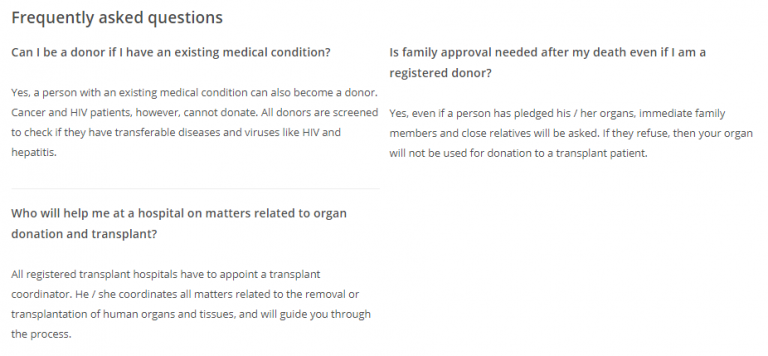 Frequently asked questions
Can I be a donor if I have an existing medical condition?
Yes, a person with an existing medical condition can also become a donor.
Cancer and HIV patients, however, cannot donate. All donors are screened
to check if they have transferable diseases and viruses like HIV and
hepatitis.
Is family approval needed after my death even if I am a
registered donor?
Yes, even if a person has pledged his / her organs, immediate family
members and close relatives will be asked. If they refuse, then your organ
will not be used for donation to a transplant patient.
Who will help me at a hospital on matters related to organ
donation and transplant?
All registered transplant hospitals have to appoint a transplant
coordinator. He / she coordinates all matters related to the removal or
transplantation of human organs and tissues, and will guide you through
the process.